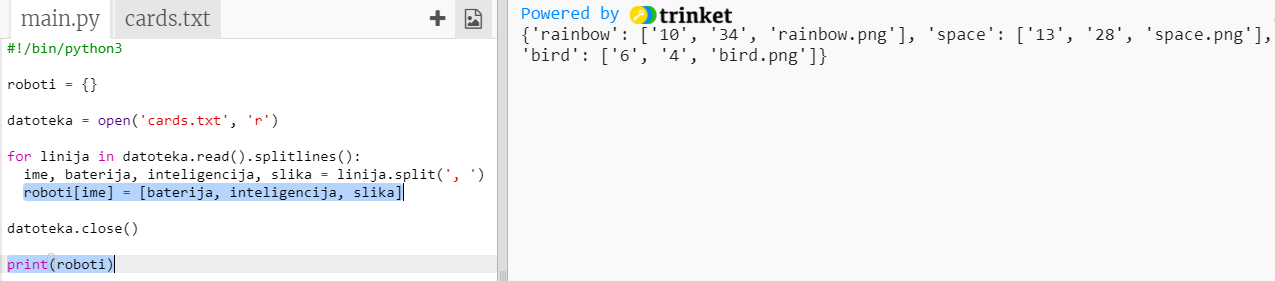 main.py
cards.txt
#!/bin/python3
roboti = {}
datoteka = open('cards.txt', 'r')
for linija in datoteka.read().splitlines():
  ime, baterija, inteligencija, slika = linija.split(', ')
  roboti[ime] = [baterija, inteligencija, slika]
datoteka.close()
print(roboti)
Powered by trinket
{'rainbow': ['10', '34', 'rainbow.png'], 'space': ['13', '28', 'space.png'],
'bird': ['6', '4', 'bird.png']}